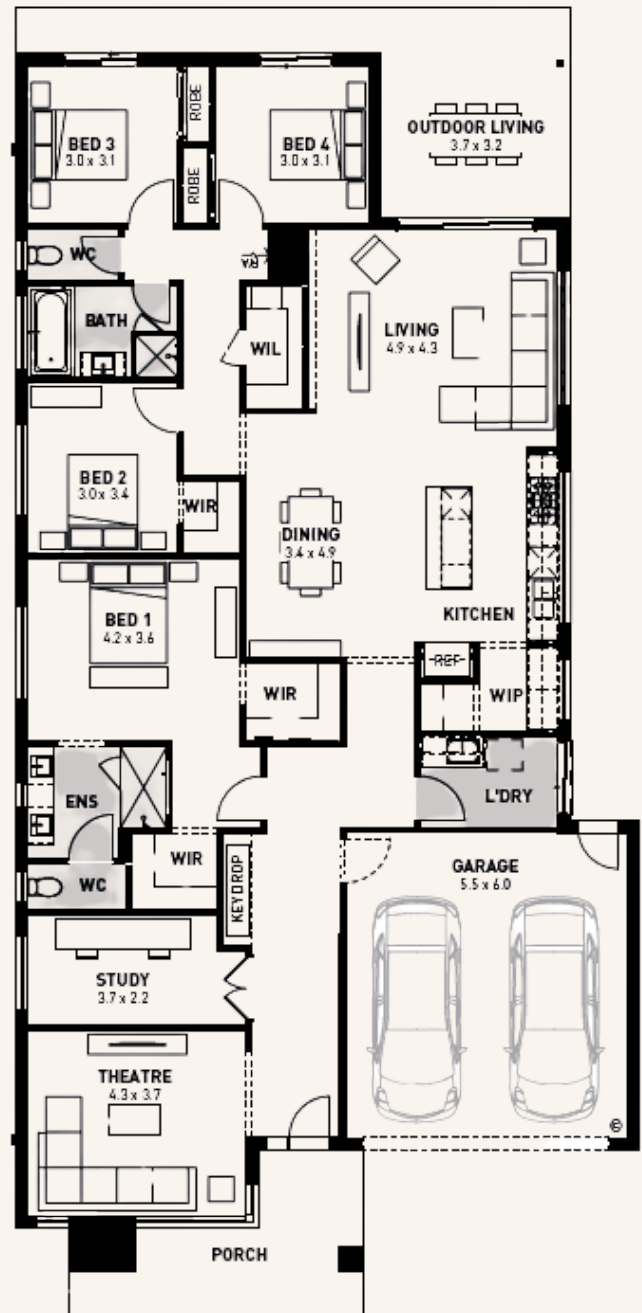 BED 3
3.0 x 3.1
ROBE
ROBE
BED 4
3.0 x 3.1
OUTDOOR LIVING
3.7 x 3.2
WC
R/A
BATH
WIL
LIVING
4.9 x 4.3
BED 2
3.0 x 3.4
WIR
DINING
3.4 x 4.9
KITCHEN
BED 1
4.2 x 3.6
WIR
REF
WIP
ENS
L'DRY
WIR
WC
KEY DROP
GARAGE
5.5 x 6.0
STUDY
3.7 x 2.2
THEATRE
4.3 x 3.7
PORCH